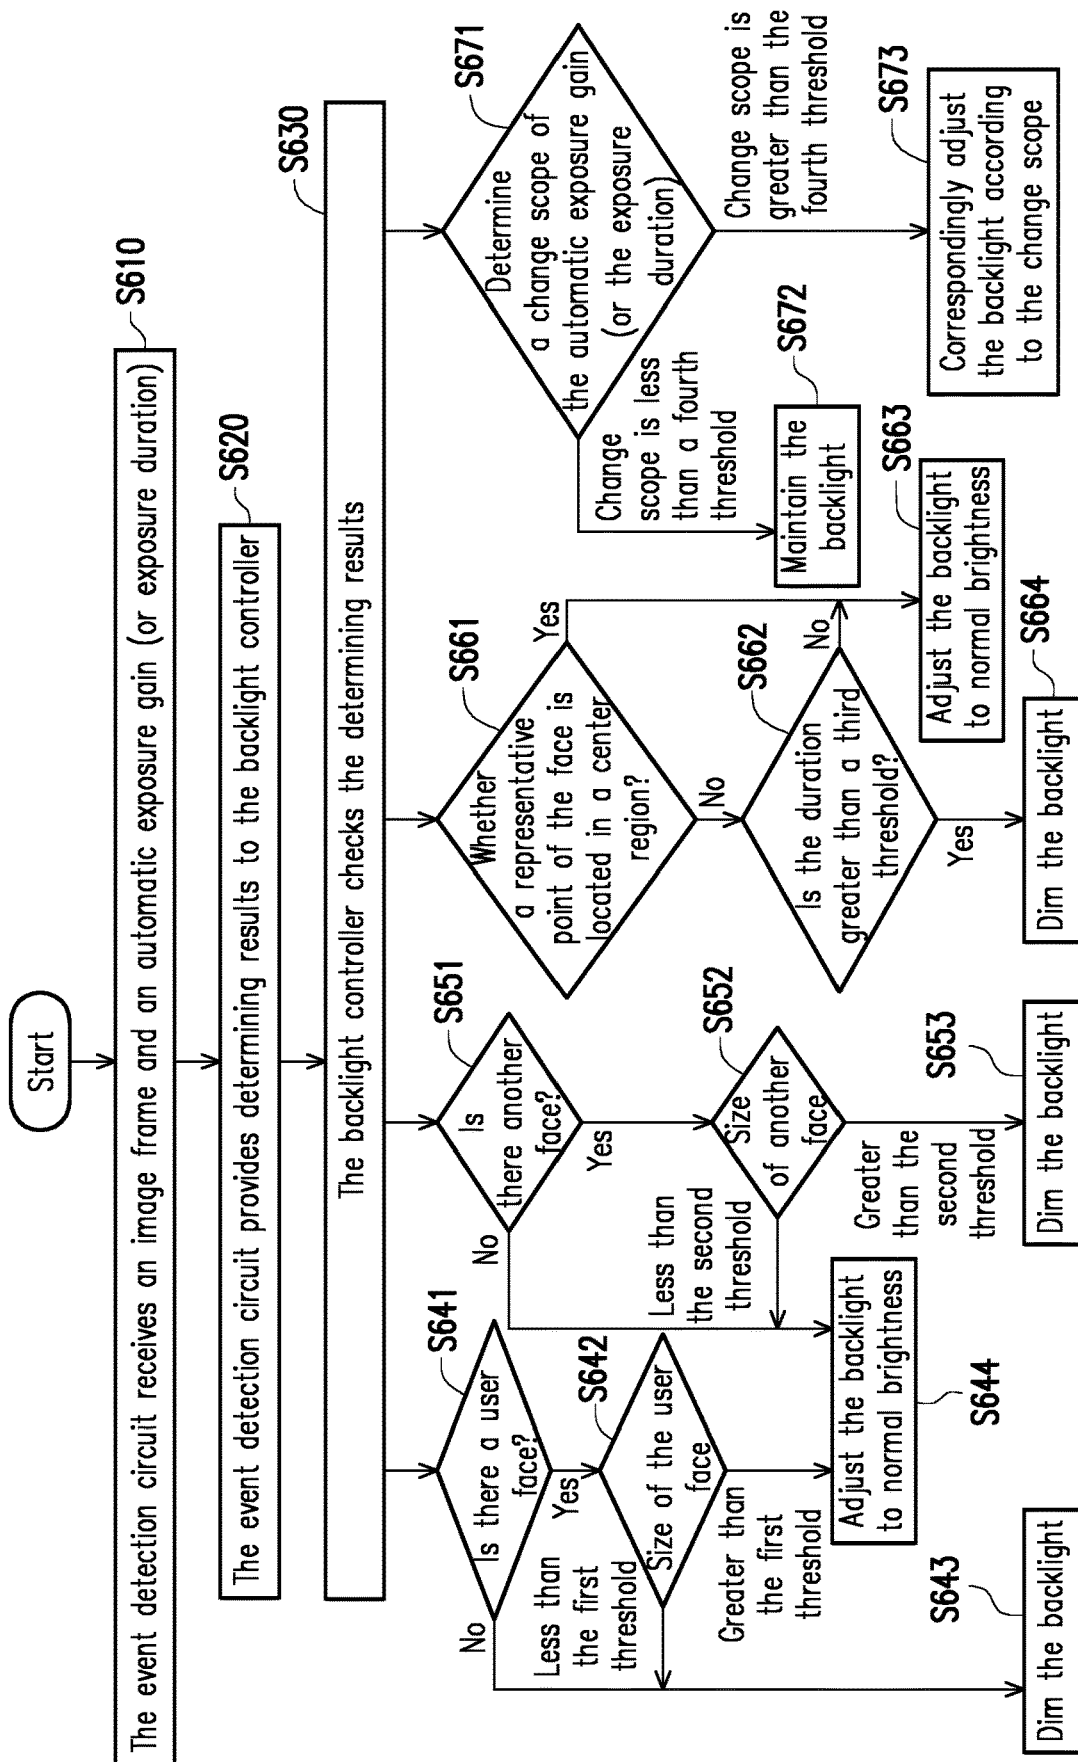 Start
The event detection circuit receives an image frame and an automatic exposure gain (or exposure duration)
S610
The event detection circuit provides determining results to the backlight controller
S620
The backlight controller checks the determining results
S630
Is there a user
face?
S641
No
Yes
Size of the user
face
S642
Less than
the first
threshold
Greater than
the first
threshold
Dim the backlight
S643
Adjust the backlight
to normal brightness
S644
Is
there another
face?
S651
No
Yes
Size
of another
face
S652
Less than
the second
threshold
Greater
than the
second
threshold
Dim the backlight
S653
Whether
a representative
point of the face is
located in a center
region?
S661
Yes
No
Is the duration
greater than a third
threshold?
S662
No
Yes
Adjust the backlight
to normal brightness
S663
Dim the backlight
S664
Determine
a change scope of
the automatic exposure gain
(or the exposure
duration)
S671
Change
scope is less
than a fourth
threshold
Change scope is
greater than the
fourth threshold
Maintain the
backlight
S672
Correspondingly adjust
the backlight according
to the change scope
S673